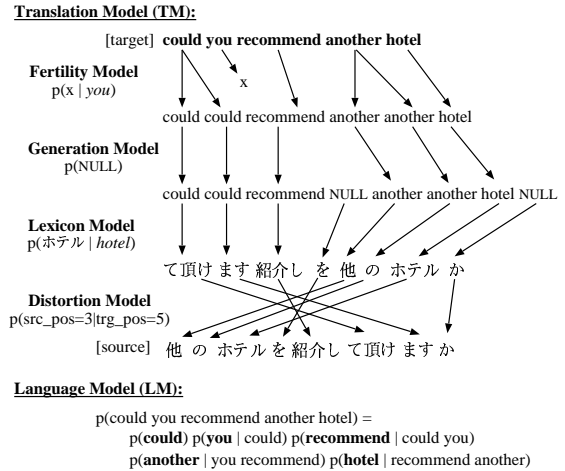 Translation Model (TM):
[target] could you recommend another hotel
Fertility Model
p(x | you)
x
could could recommend another another hotel
Generation Model
p(NULL)
could could recommend NULL another another hotel NULL
Lexicon Model
p(ホテル | hotel)
て頂け ます 紹介し を 他 の ホテル か
Distortion Model
p(src_pos=3|trg_pos=5)
[source] 他 の ホテル を 紹介し て頂け ます か
Language Model (LM):
p(could you recommend another hotel) =
p(could) p(you | could) p(recommend | could you)
p(another | you recommend) p(hotel | recommend another)